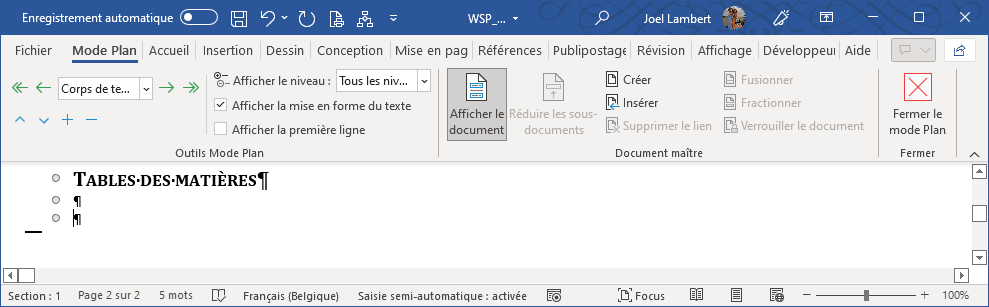 Enregistrement automatique WSP_... Joel Lambert
Fichier Mode Plan Accueil Insertion Dessin Conception Mise en pag Références Publipostage Révision Affichage Développeur Aide
Corps de te... Afficher le niveau : Tous les niv...
Afficher la mise en forme du texte
Afficher la première ligne
Outils Mode Plan
Afficher le document
Réduire les sous-documents
Créer
Insérer
Supprimer le lien
Fusionner
Fractionner
Verrouiller le document
Document maître
Fermer le mode Plan
Fermer
TABLES·DES·MATIÈRES¶
¶
¶
Section : 1 Page 2 sur 2 5 mots Français (Belgique) Saisie semi-automatique : activée Focus 100%